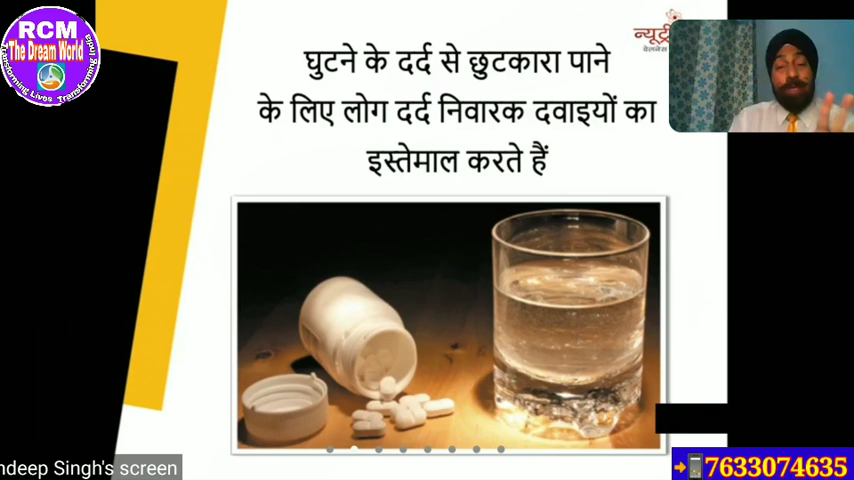 RCM
The Dream World
Transforming Lives Transforming India
घुटने के दर्द से छुटकारा पाने
के लिए लोग दर्द निवारक दवाइयों का
इस्तेमाल करते हैं
न्यूट्री
वेलनेस
ndeep Singh's screen
7633074635